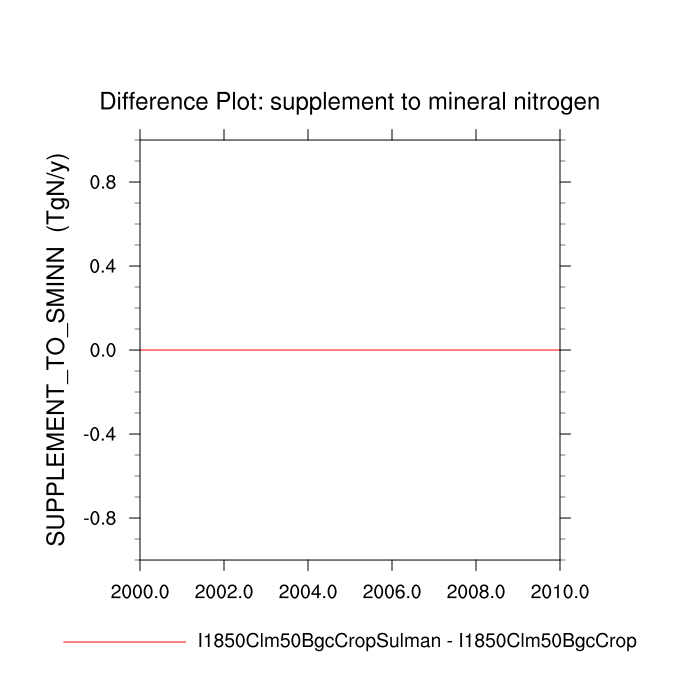 Difference Plot: supplement to mineral nitrogen
SUPPLEMENT_TO_SMINN (TgN/y)
0.8
0.4
0.0
-0.4
-0.8
2000.0 2002.0 2004.0 2006.0 2008.0 2010.0
I1850Clm50BgcCropSulman - I1850Clm50BgcCrop